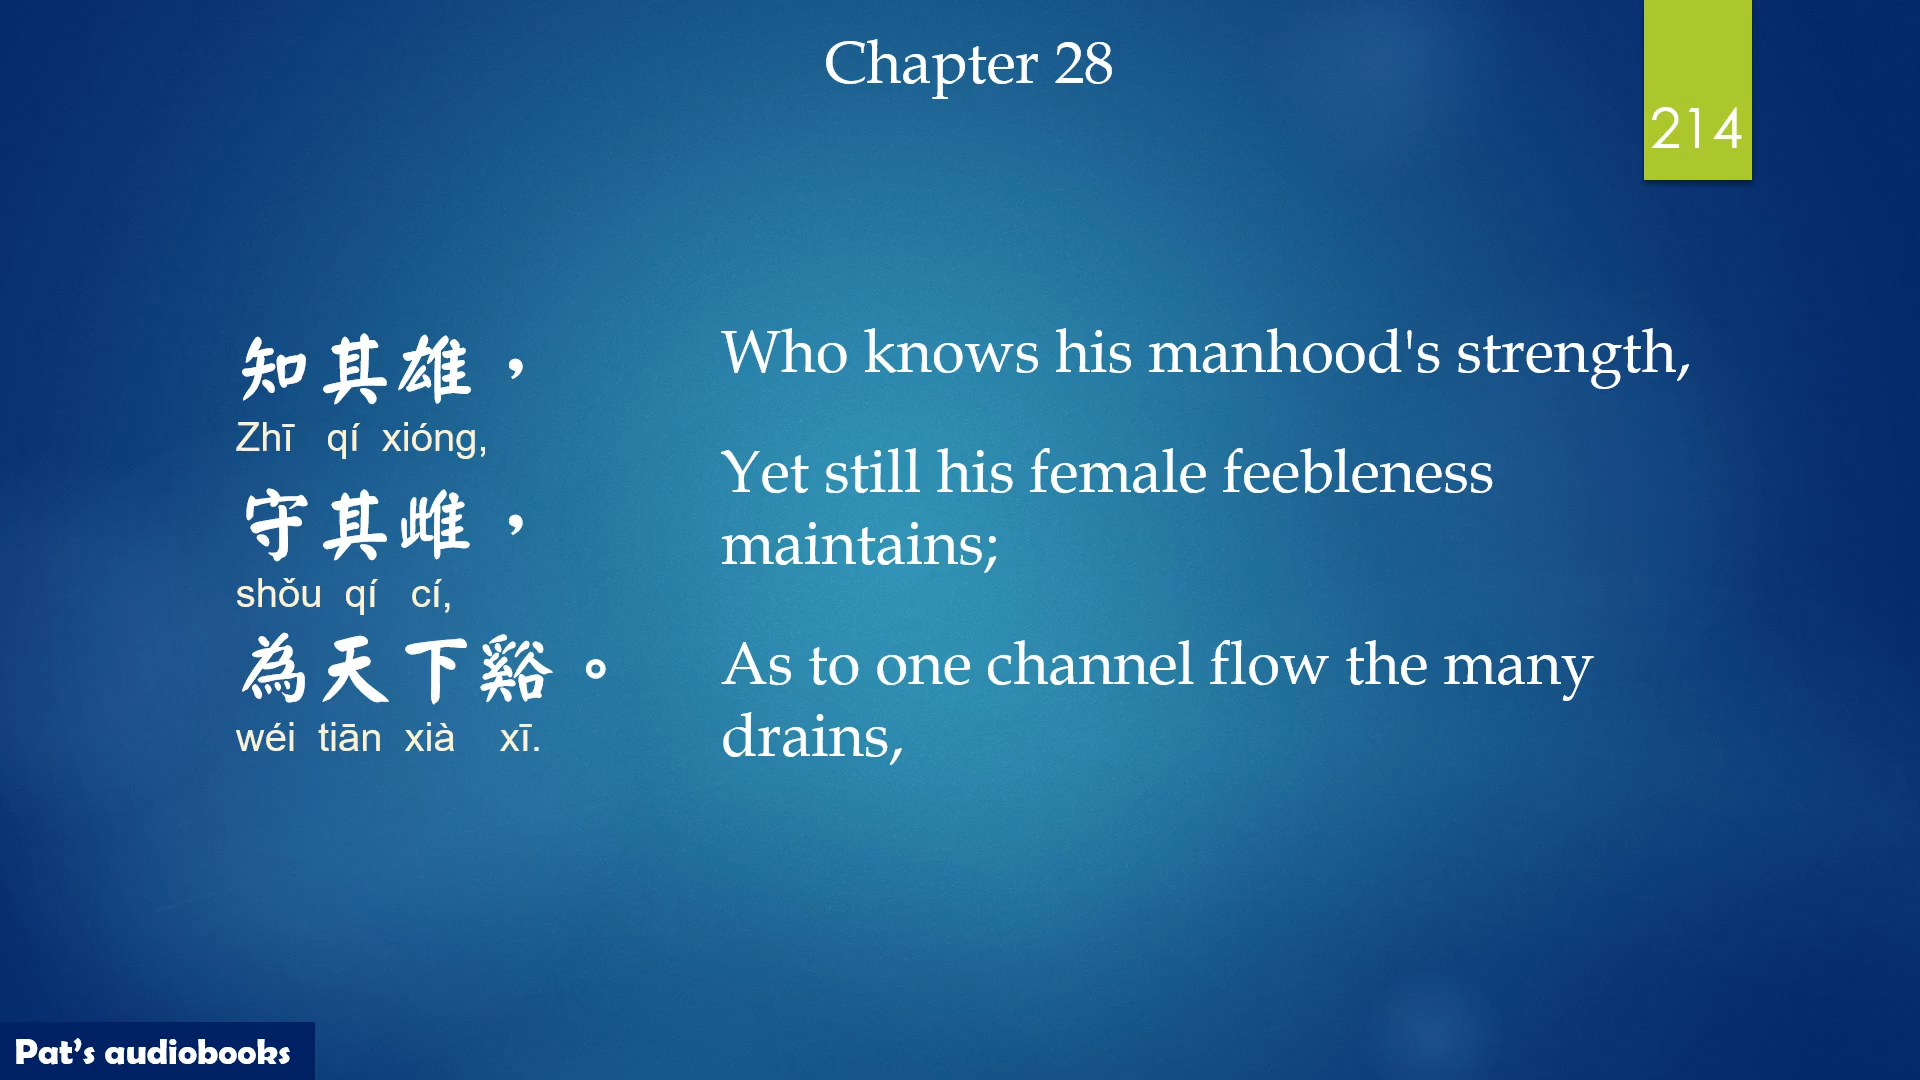 Chapter 28
214
知其雄，
Zhī qí xióng,
守其雌，
shǒu qí cí,
為天下谿。
wéi tiān xià xī.
Who knows his manhood's strength,
Yet still his female feebleness
maintains;
As to one channel flow the many
drains,
Pat's audiobooks